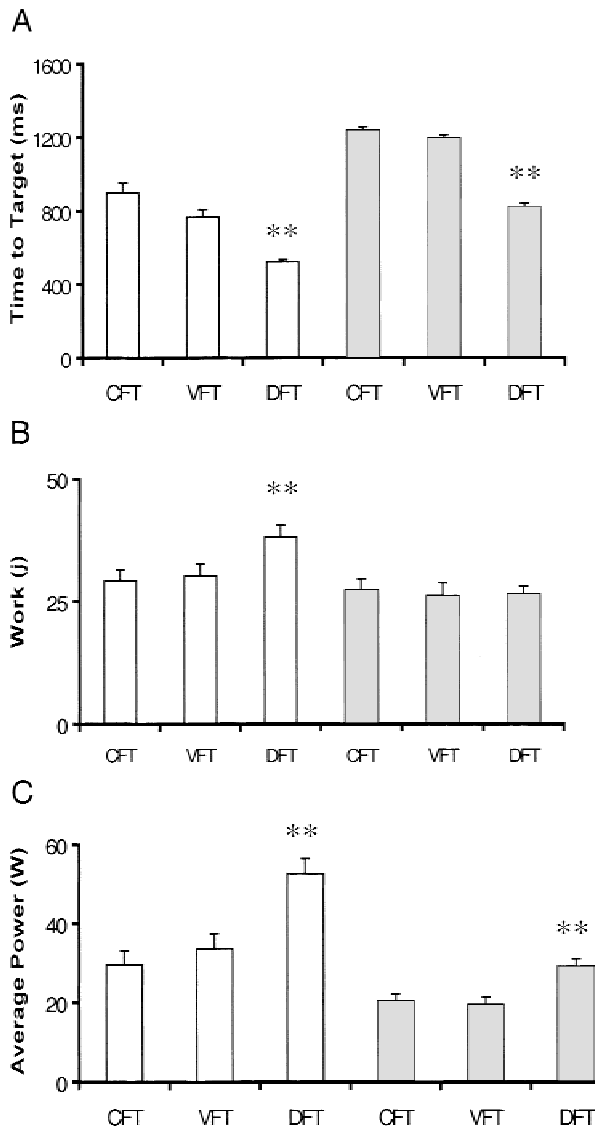 A
Time to Target (ms)
1600
1200
800
400
0
**
**
CFT VFT DFT CFT VFT DFT
B
Work (j)
50
25
0
**
CFT VFT DFT CFT VFT DFT
C
Average Power (W)
60
40
20
0
**
**
CFT VFT DFT CFT VFT DFT